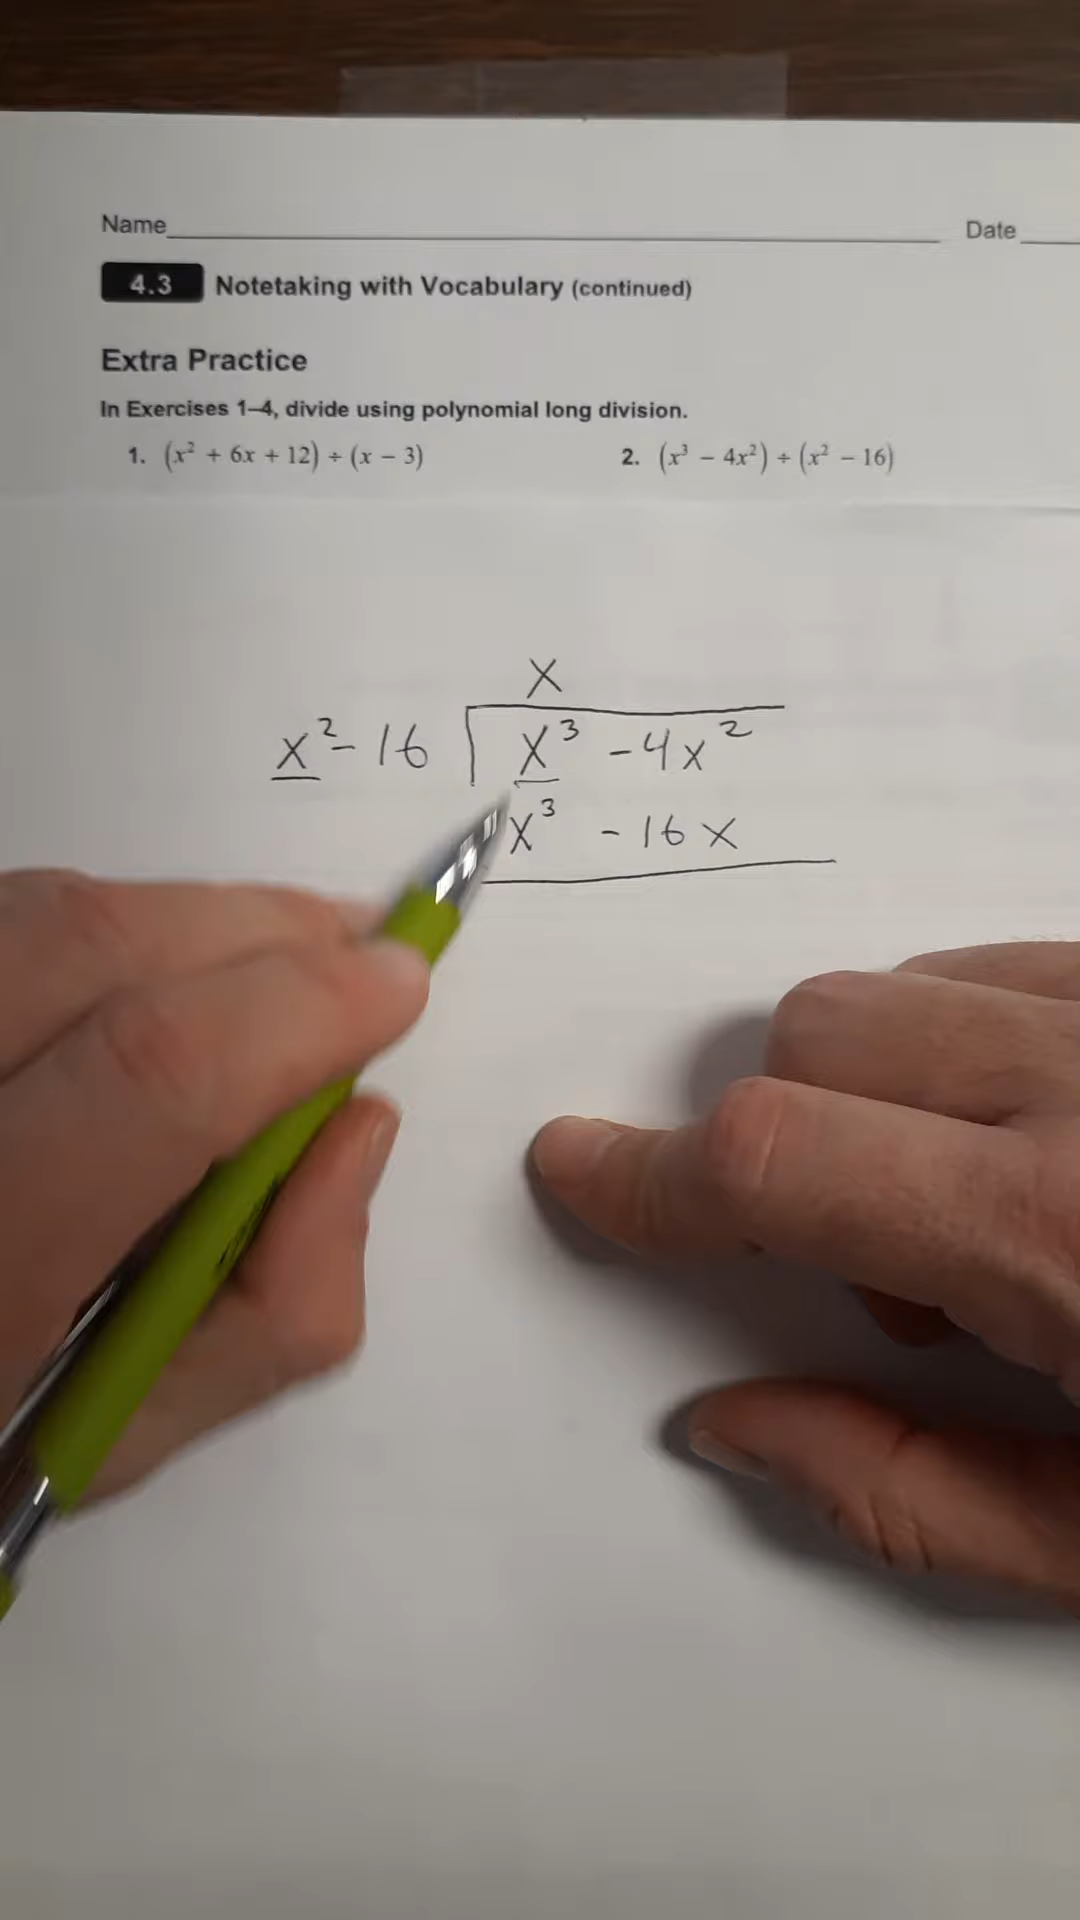 Name Date
4.3 Notetaking with Vocabulary (continued)
Extra Practice
In Exercises 1–4, divide using polynomial long division.
1. (x² + 6x + 12) ÷ (x − 3) 2. (x³ − 4x²) ÷ (x² − 16)
x
x² - 16 x³ - 4x²
x³ - 16x